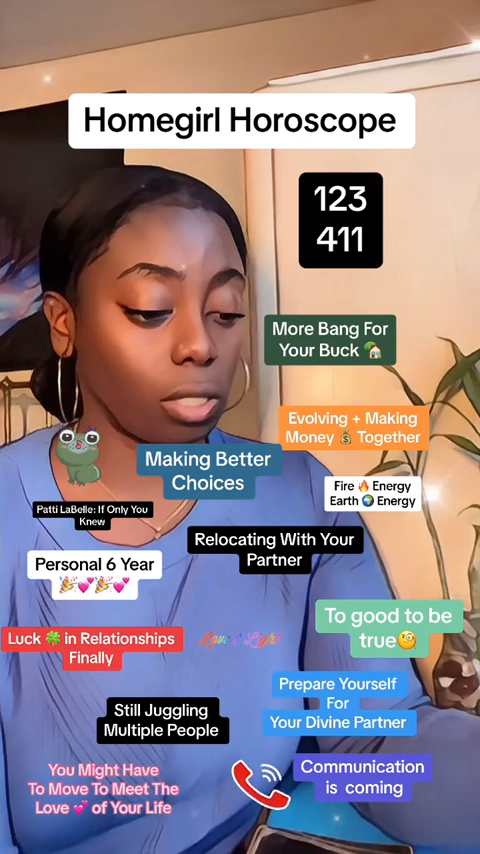 Homegirl Horoscope
123
411
More Bang For
Your Buck 🏡
Evolving + Making
Money 💰 Together
Making Better
Choices
Fire 🔥 Energy
Earth 🌍 Energy
Patti LaBelle: If Only You
Knew
Relocating With Your
Partner
Personal 6 Year
🎉💕🎉💕
To good to be
true🧐
Luck 🍀 in Relationships
Finally
Love & Light
Prepare Yourself
For
Your Divine Partner
Still Juggling
Multiple People
Communication
is coming
You Might Have
To Move To Meet The
Love 💕 of Your Life